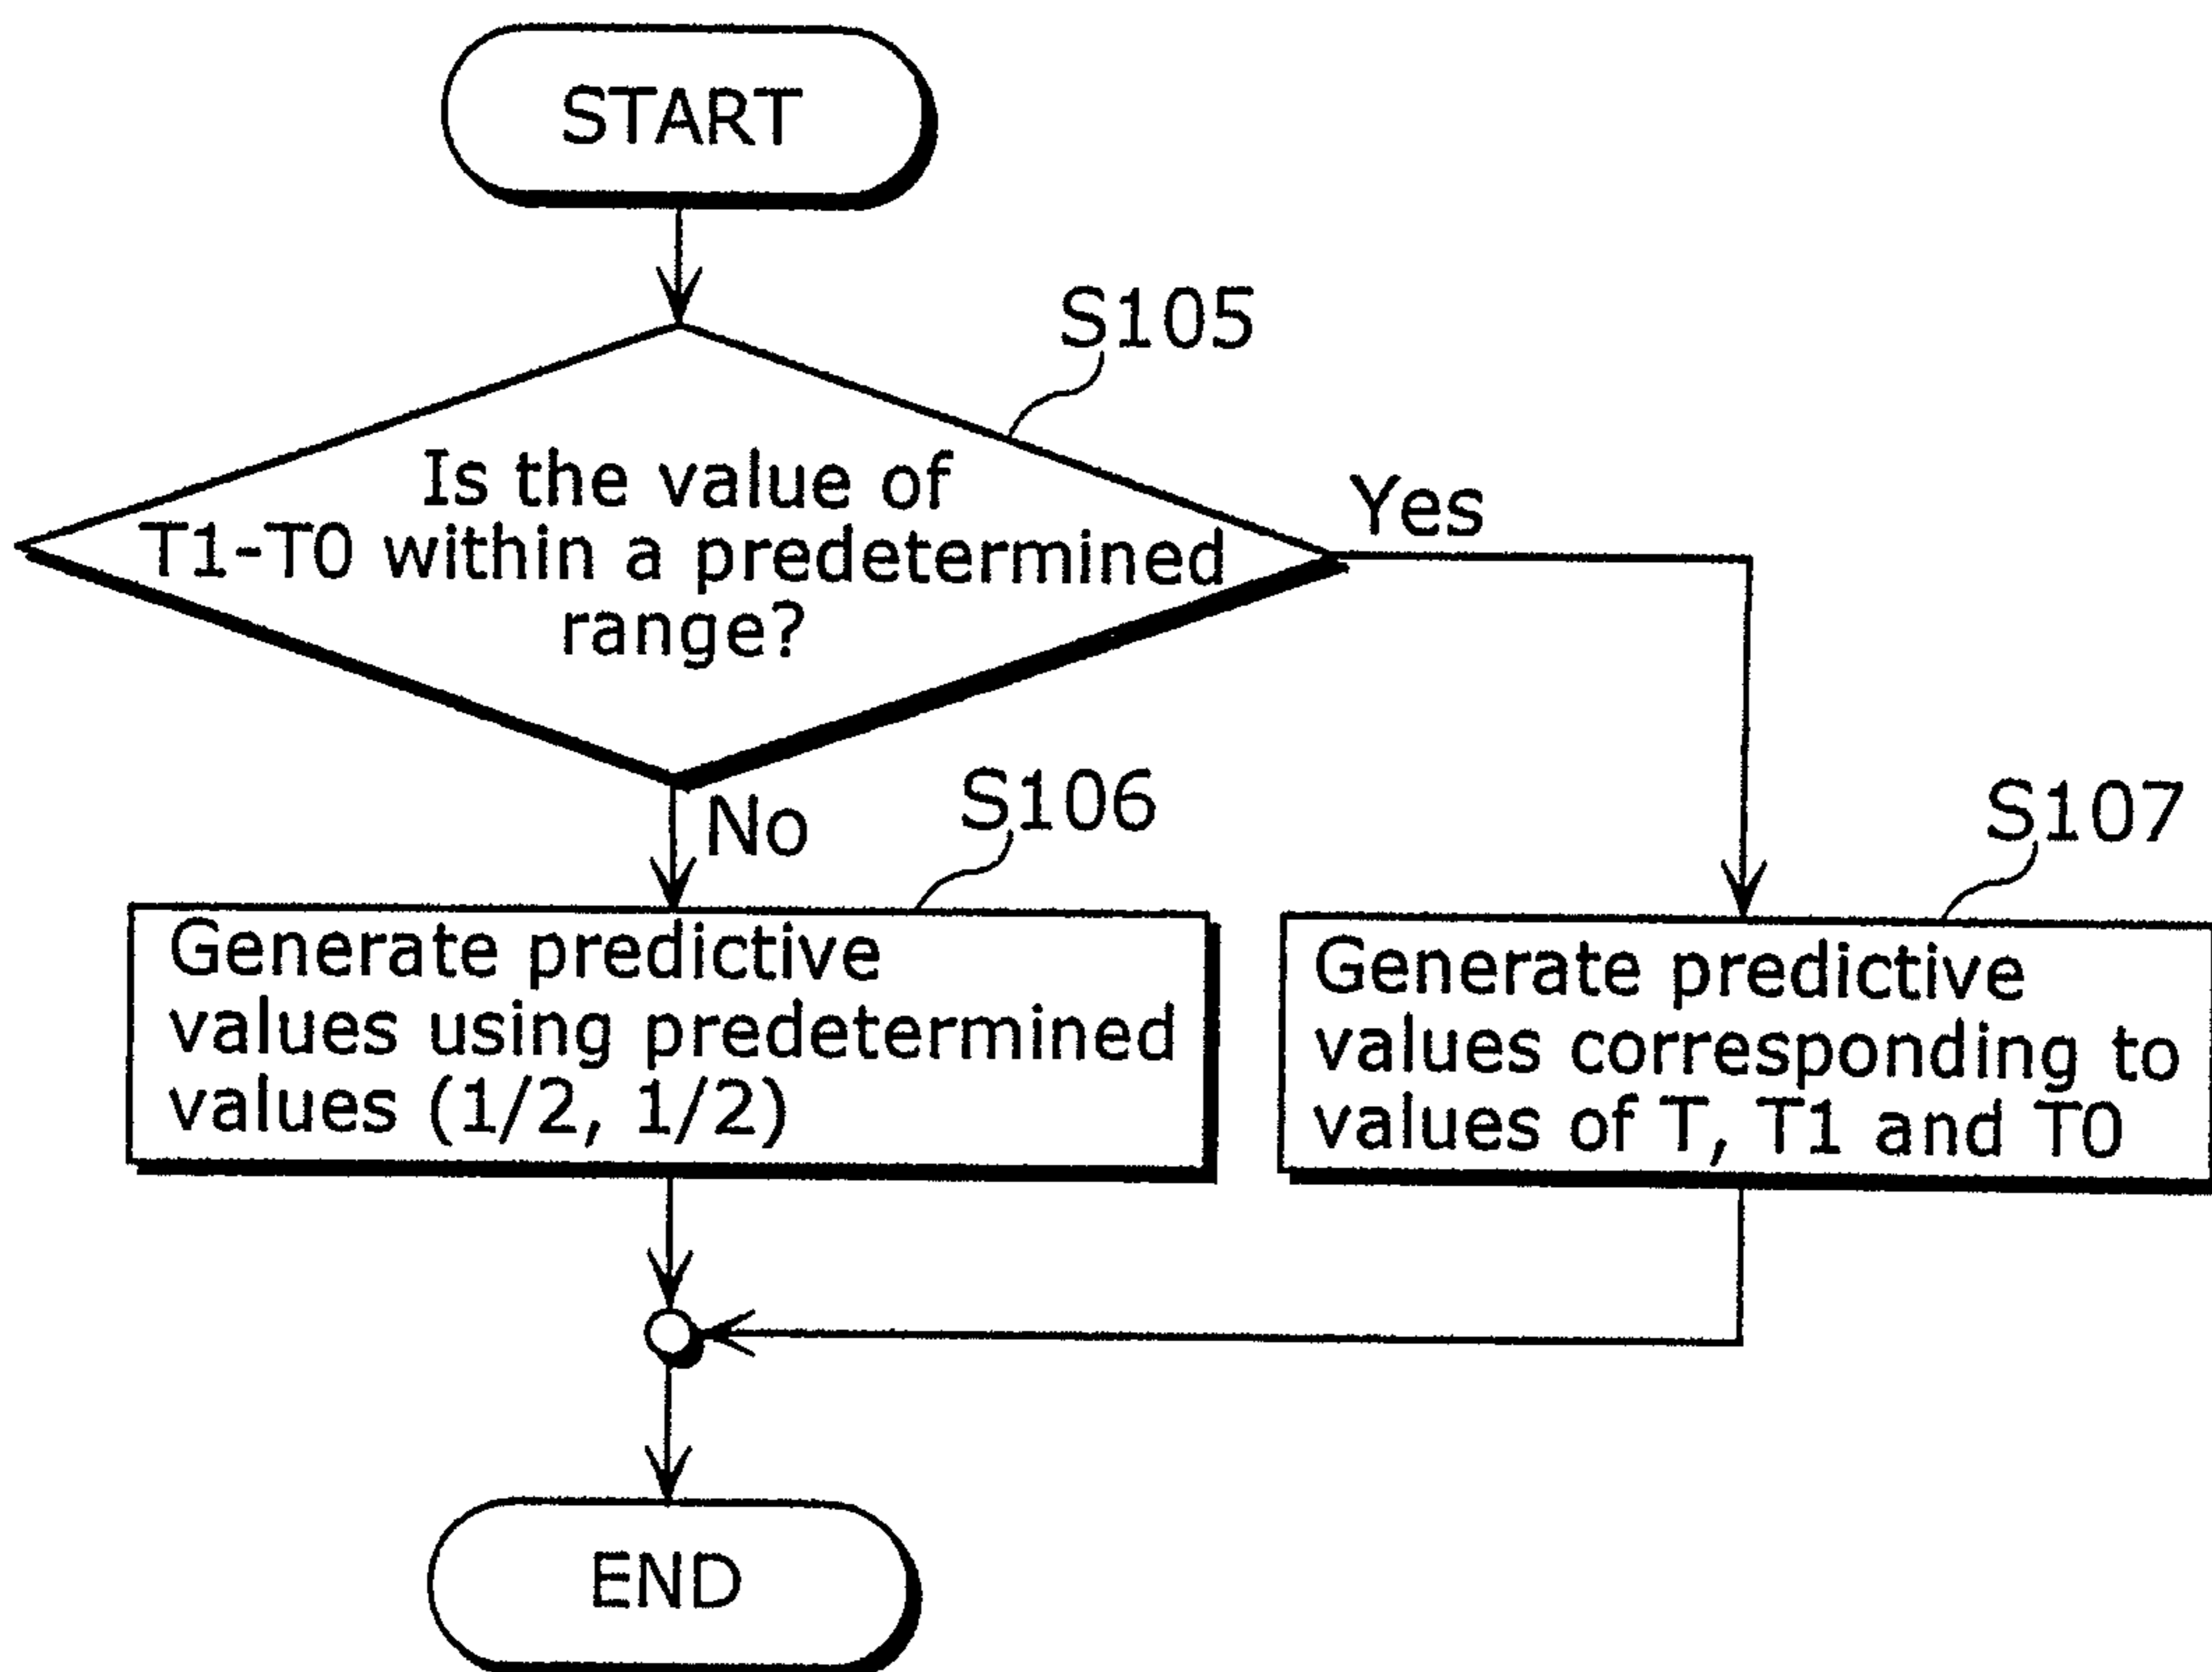 START
S105
Is the value of
T1-T0 within a predetermined
range?
Yes
No
S106
S107
Generate predictive
values using predetermined
values (1/2, 1/2)
Generate predictive
values corresponding to
values of T, T1 and T0
END